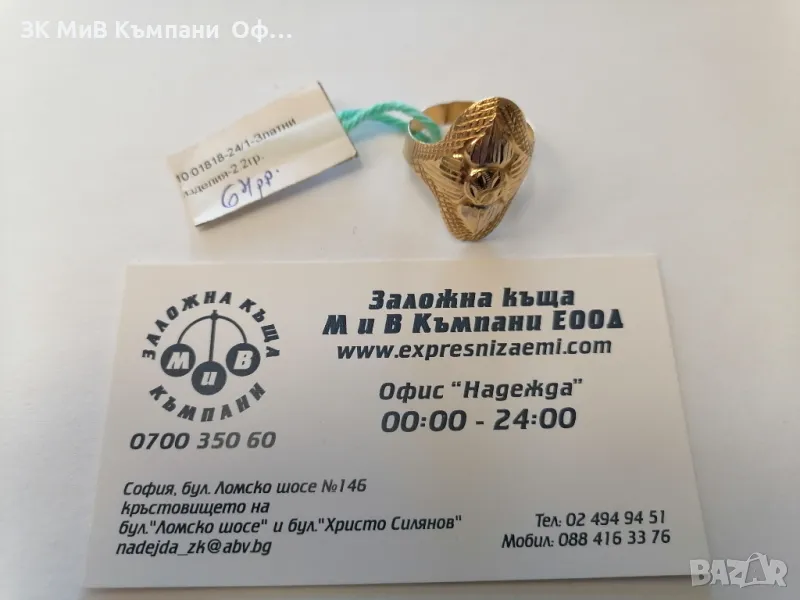 ЗК МиВ Къмпани Оф...
10.01818-24/1-Златни
изделия-2.2гр.
61рр.
ЗАЛОЖНА КЪЩА
М и В
КЪМПАНИ
0700 350 60
Заложна къща
М и В Къмпани ЕООД
www.expresnizaemi.com
Офис "Надежда"
00:00 - 24:00
София, бул. Ломско шосе №146
кръстовището на
бул."Ломско шосе" и бул."Христо Силянов"
nadejda_zk@abv.bg
Тел: 02 494 94 51
Мобил: 088 416 33 76
BAZAR